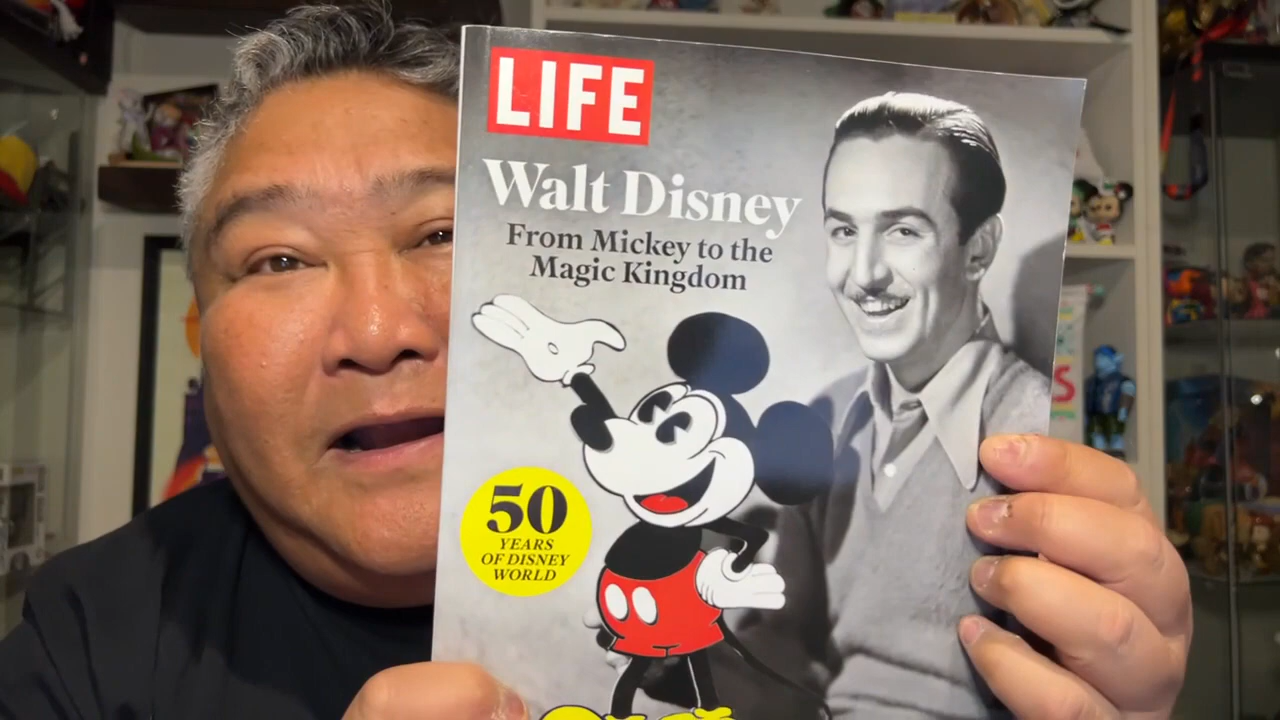 LIFE
Walt Disney
From Mickey to the
Magic Kingdom
50
YEARS
OF DISNEY
WORLD
S